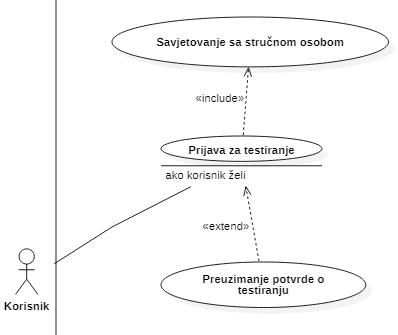 Savjetovanje sa stručnom osobom
«include»
Prijava za testiranje
ako korisnik želi
«extend»
Korisnik
Preuzimanje potvrde o
testiranju